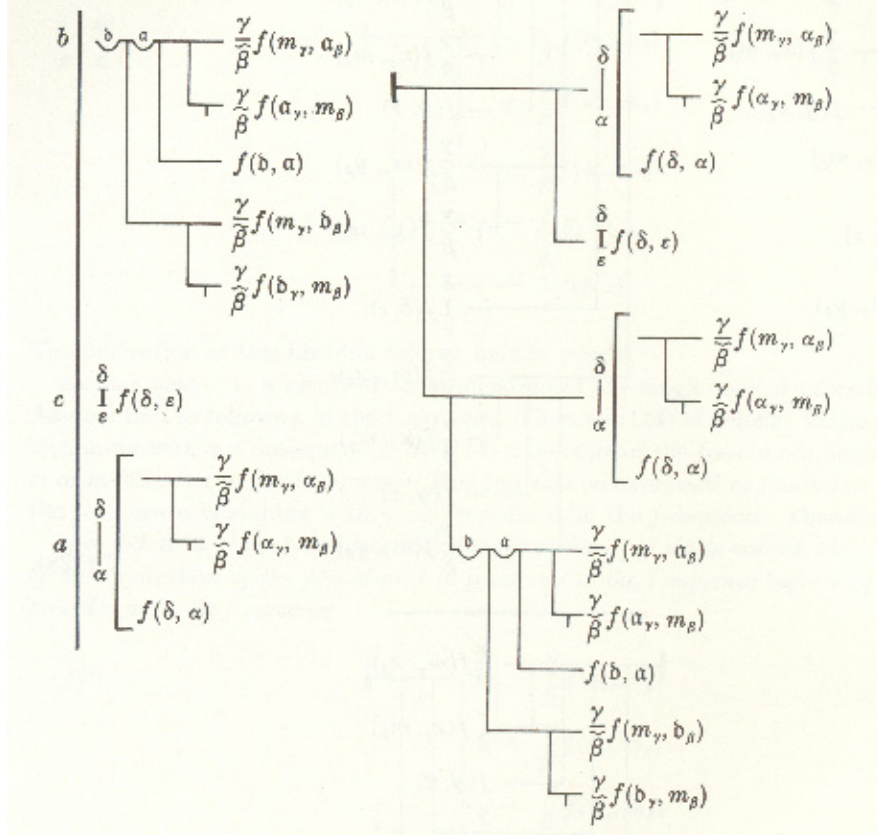 b 𝔡 𝔞 γ/β̃ f(m_γ, 𝔞_β)
γ/β̃ f(𝔞_γ, m_β)
f(𝔡, 𝔞)
γ/β̃ f(m_γ, 𝔡_β)
γ/β̃ f(𝔡_γ, m_β)
c δ I ε f(δ, ε)
a δ | α
γ/β̃ f(m_γ, α_β)
γ/β̃ f(α_γ, m_β)
f(δ, α)
δ | α
γ/β̃ f(m_γ, α_β)
γ/β̃ f(α_γ, m_β)
f(δ, α)
δ I ε f(δ, ε)
δ | α
γ/β̃ f(m_γ, α_β)
γ/β̃ f(α_γ, m_β)
f(δ, α)
𝔡 𝔞 γ/β̃ f(m_γ, 𝔞_β)
γ/β̃ f(𝔞_γ, m_β)
f(𝔡, 𝔞)
γ/β̃ f(m_γ, 𝔡_β)
γ/β̃ f(𝔡_γ, m_β)